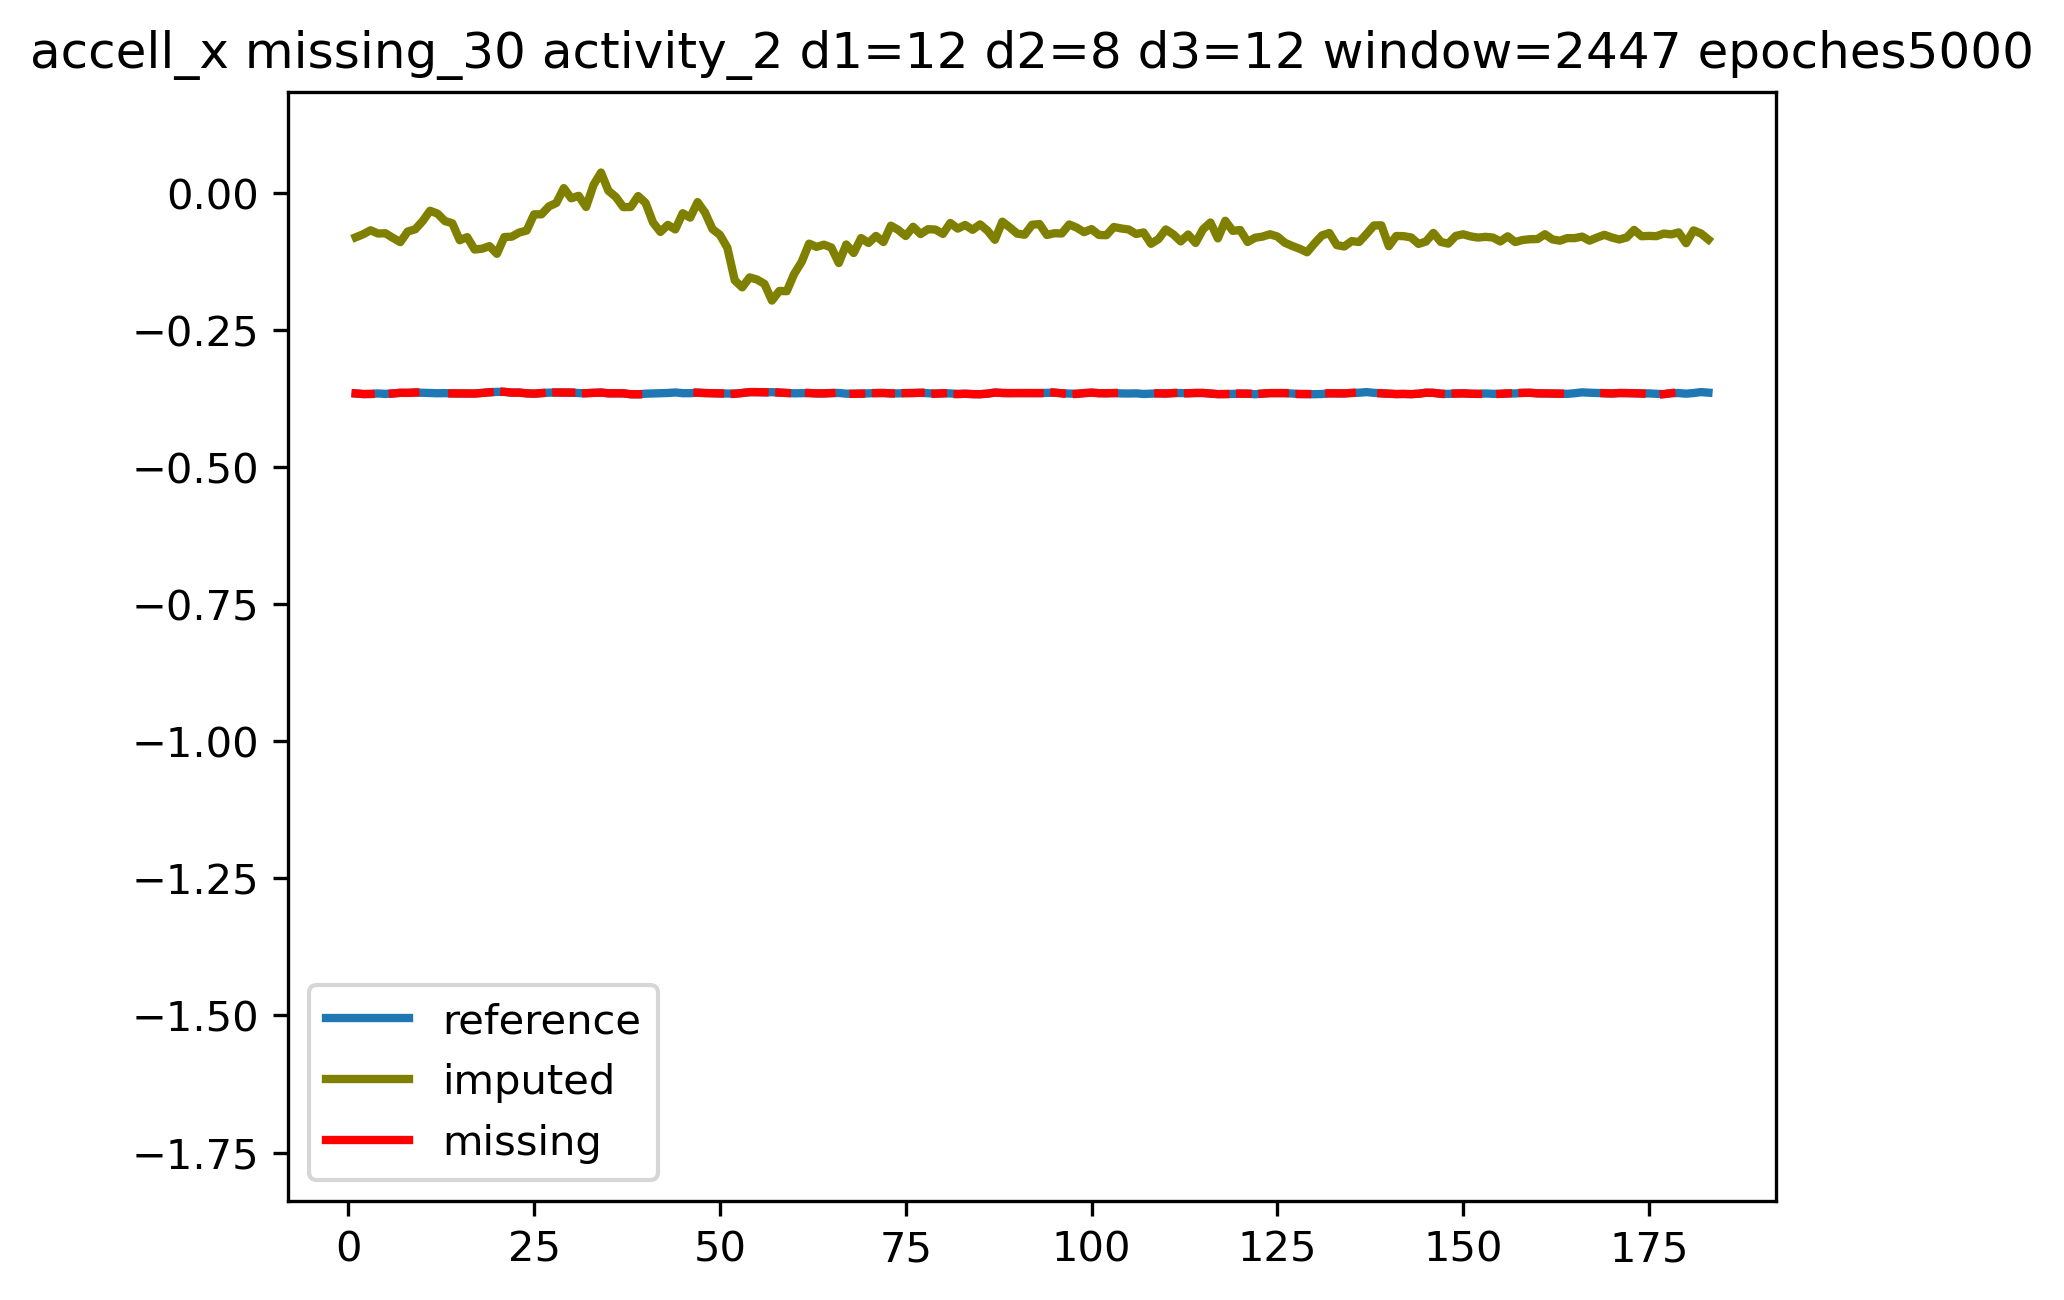 accell_x missing_30 activity_2 d1=12 d2=8 d3=12 window=2447 epoches5000
0.00
−0.25
−0.50
−0.75
−1.00
−1.25
−1.50
−1.75
reference
imputed
missing
0 25 50 75 100 125 150 175